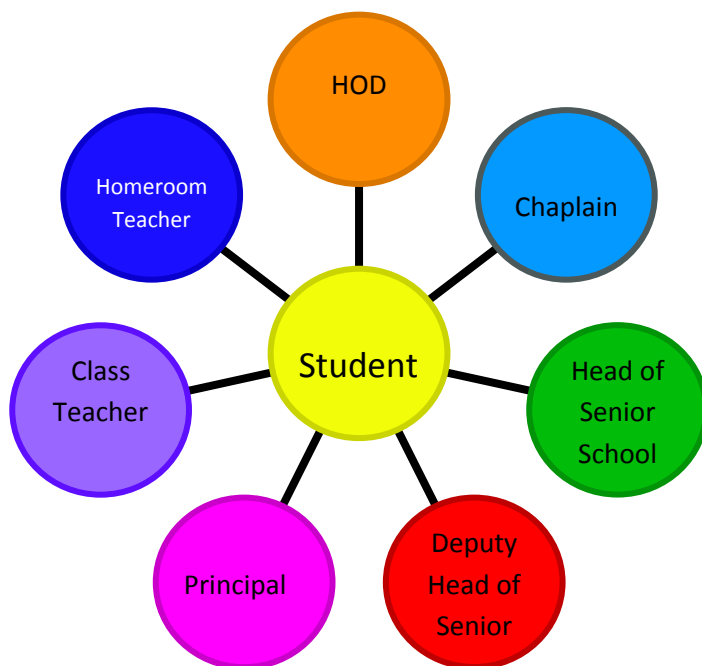 HOD
Homeroom
Teacher
Chaplain
Student
Class
Teacher
Head of
Senior
School
Principal
Deputy
Head of
Senior